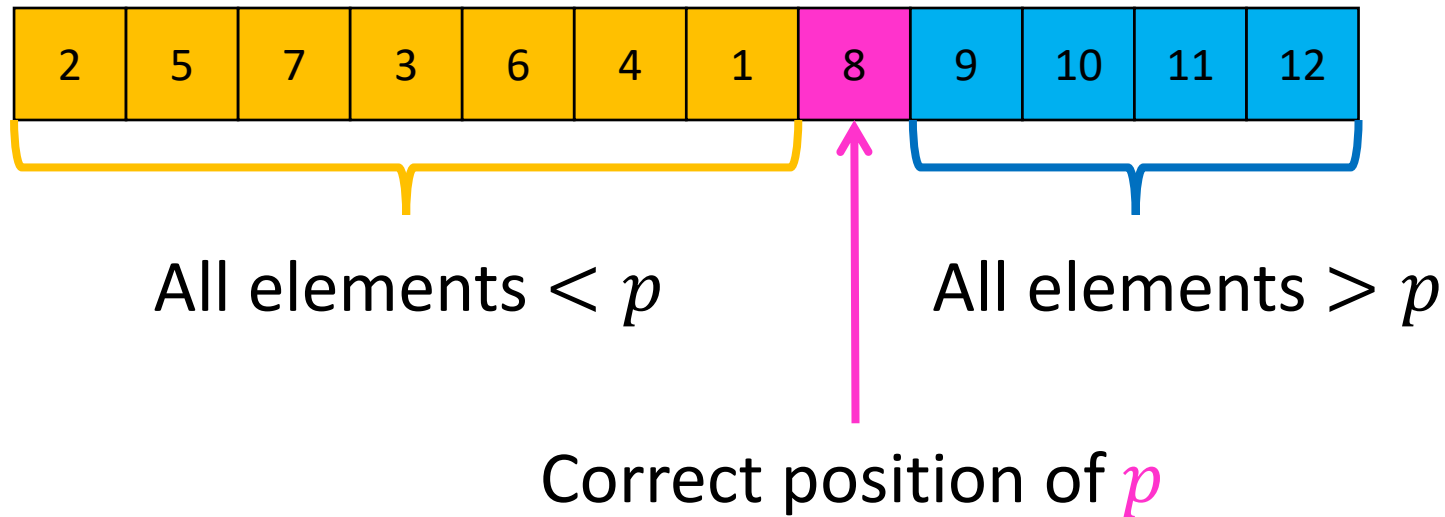 2 5 7 3 6 4 1 8 9 10 11 12
All elements < p All elements > p
Correct position of p